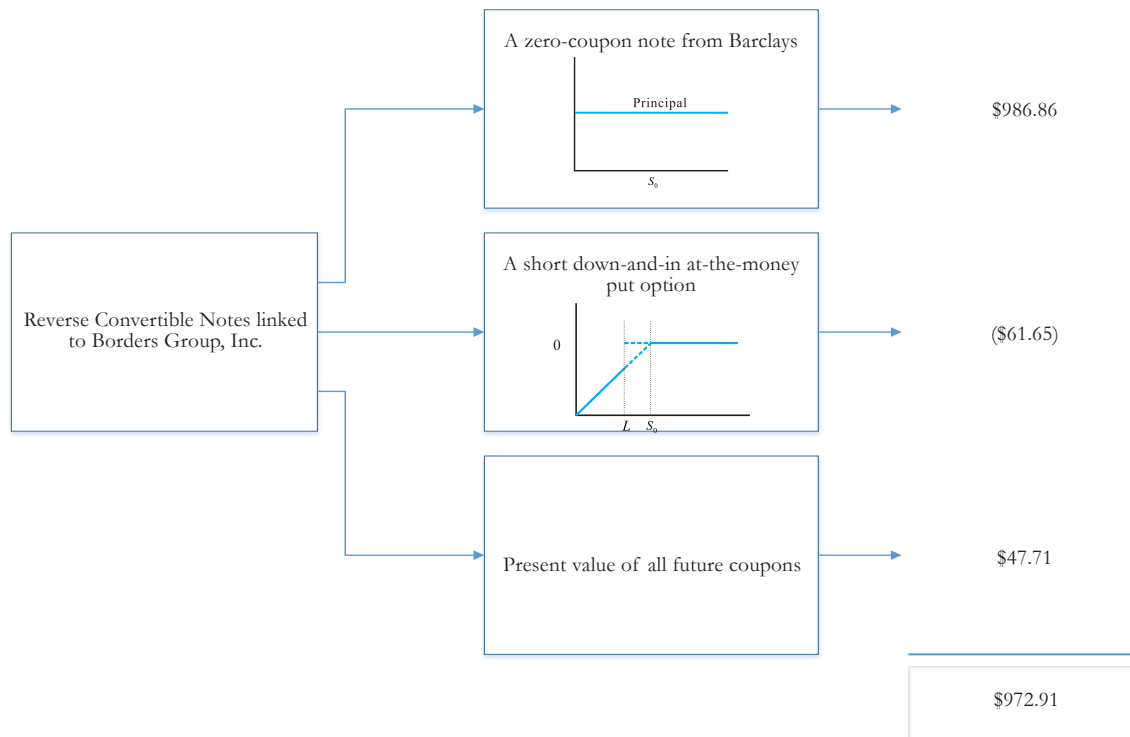 A zero-coupon note from Barclays
Principal
S₀
$986.86
Reverse Convertible Notes linked
to Borders Group, Inc.
A short down-and-in at-the-money
put option
0
L S₀
($61.65)
Present value of all future coupons
$47.71
$972.91